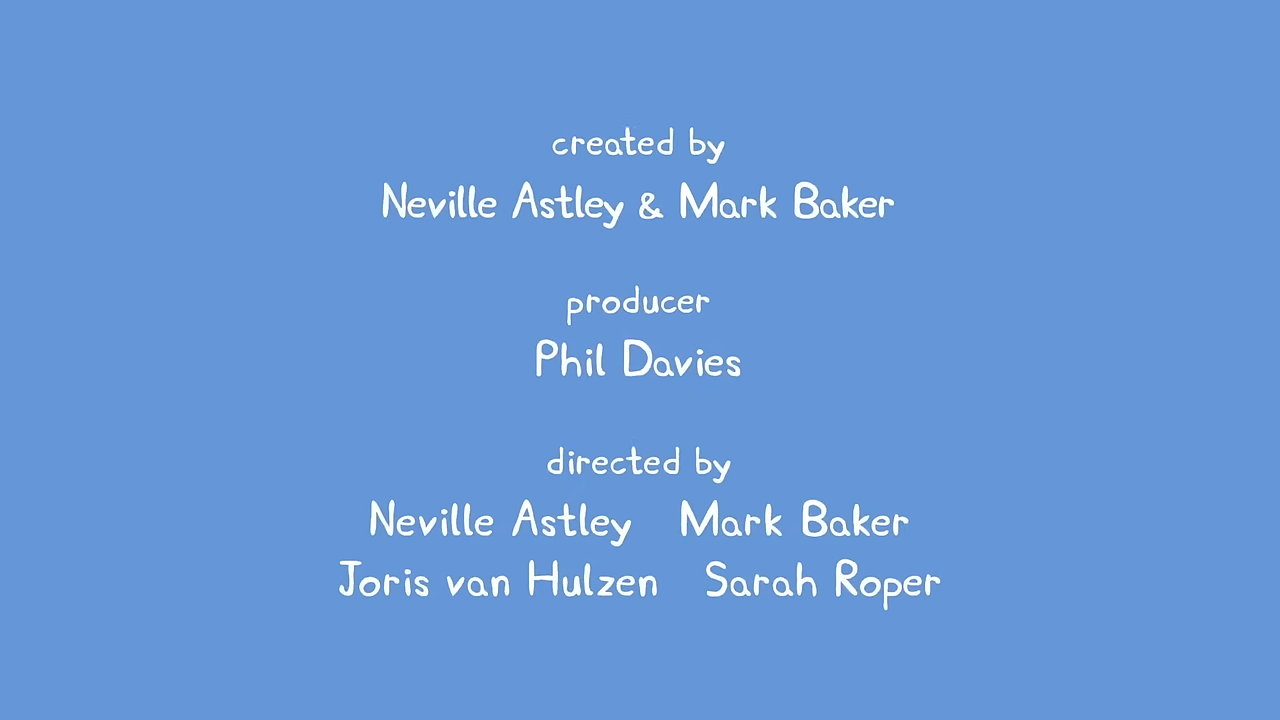 created by
Neville Astley & Mark Baker
producer
Phil Davies
directed by
Neville Astley Mark Baker
Joris van Hulzen Sarah Roper